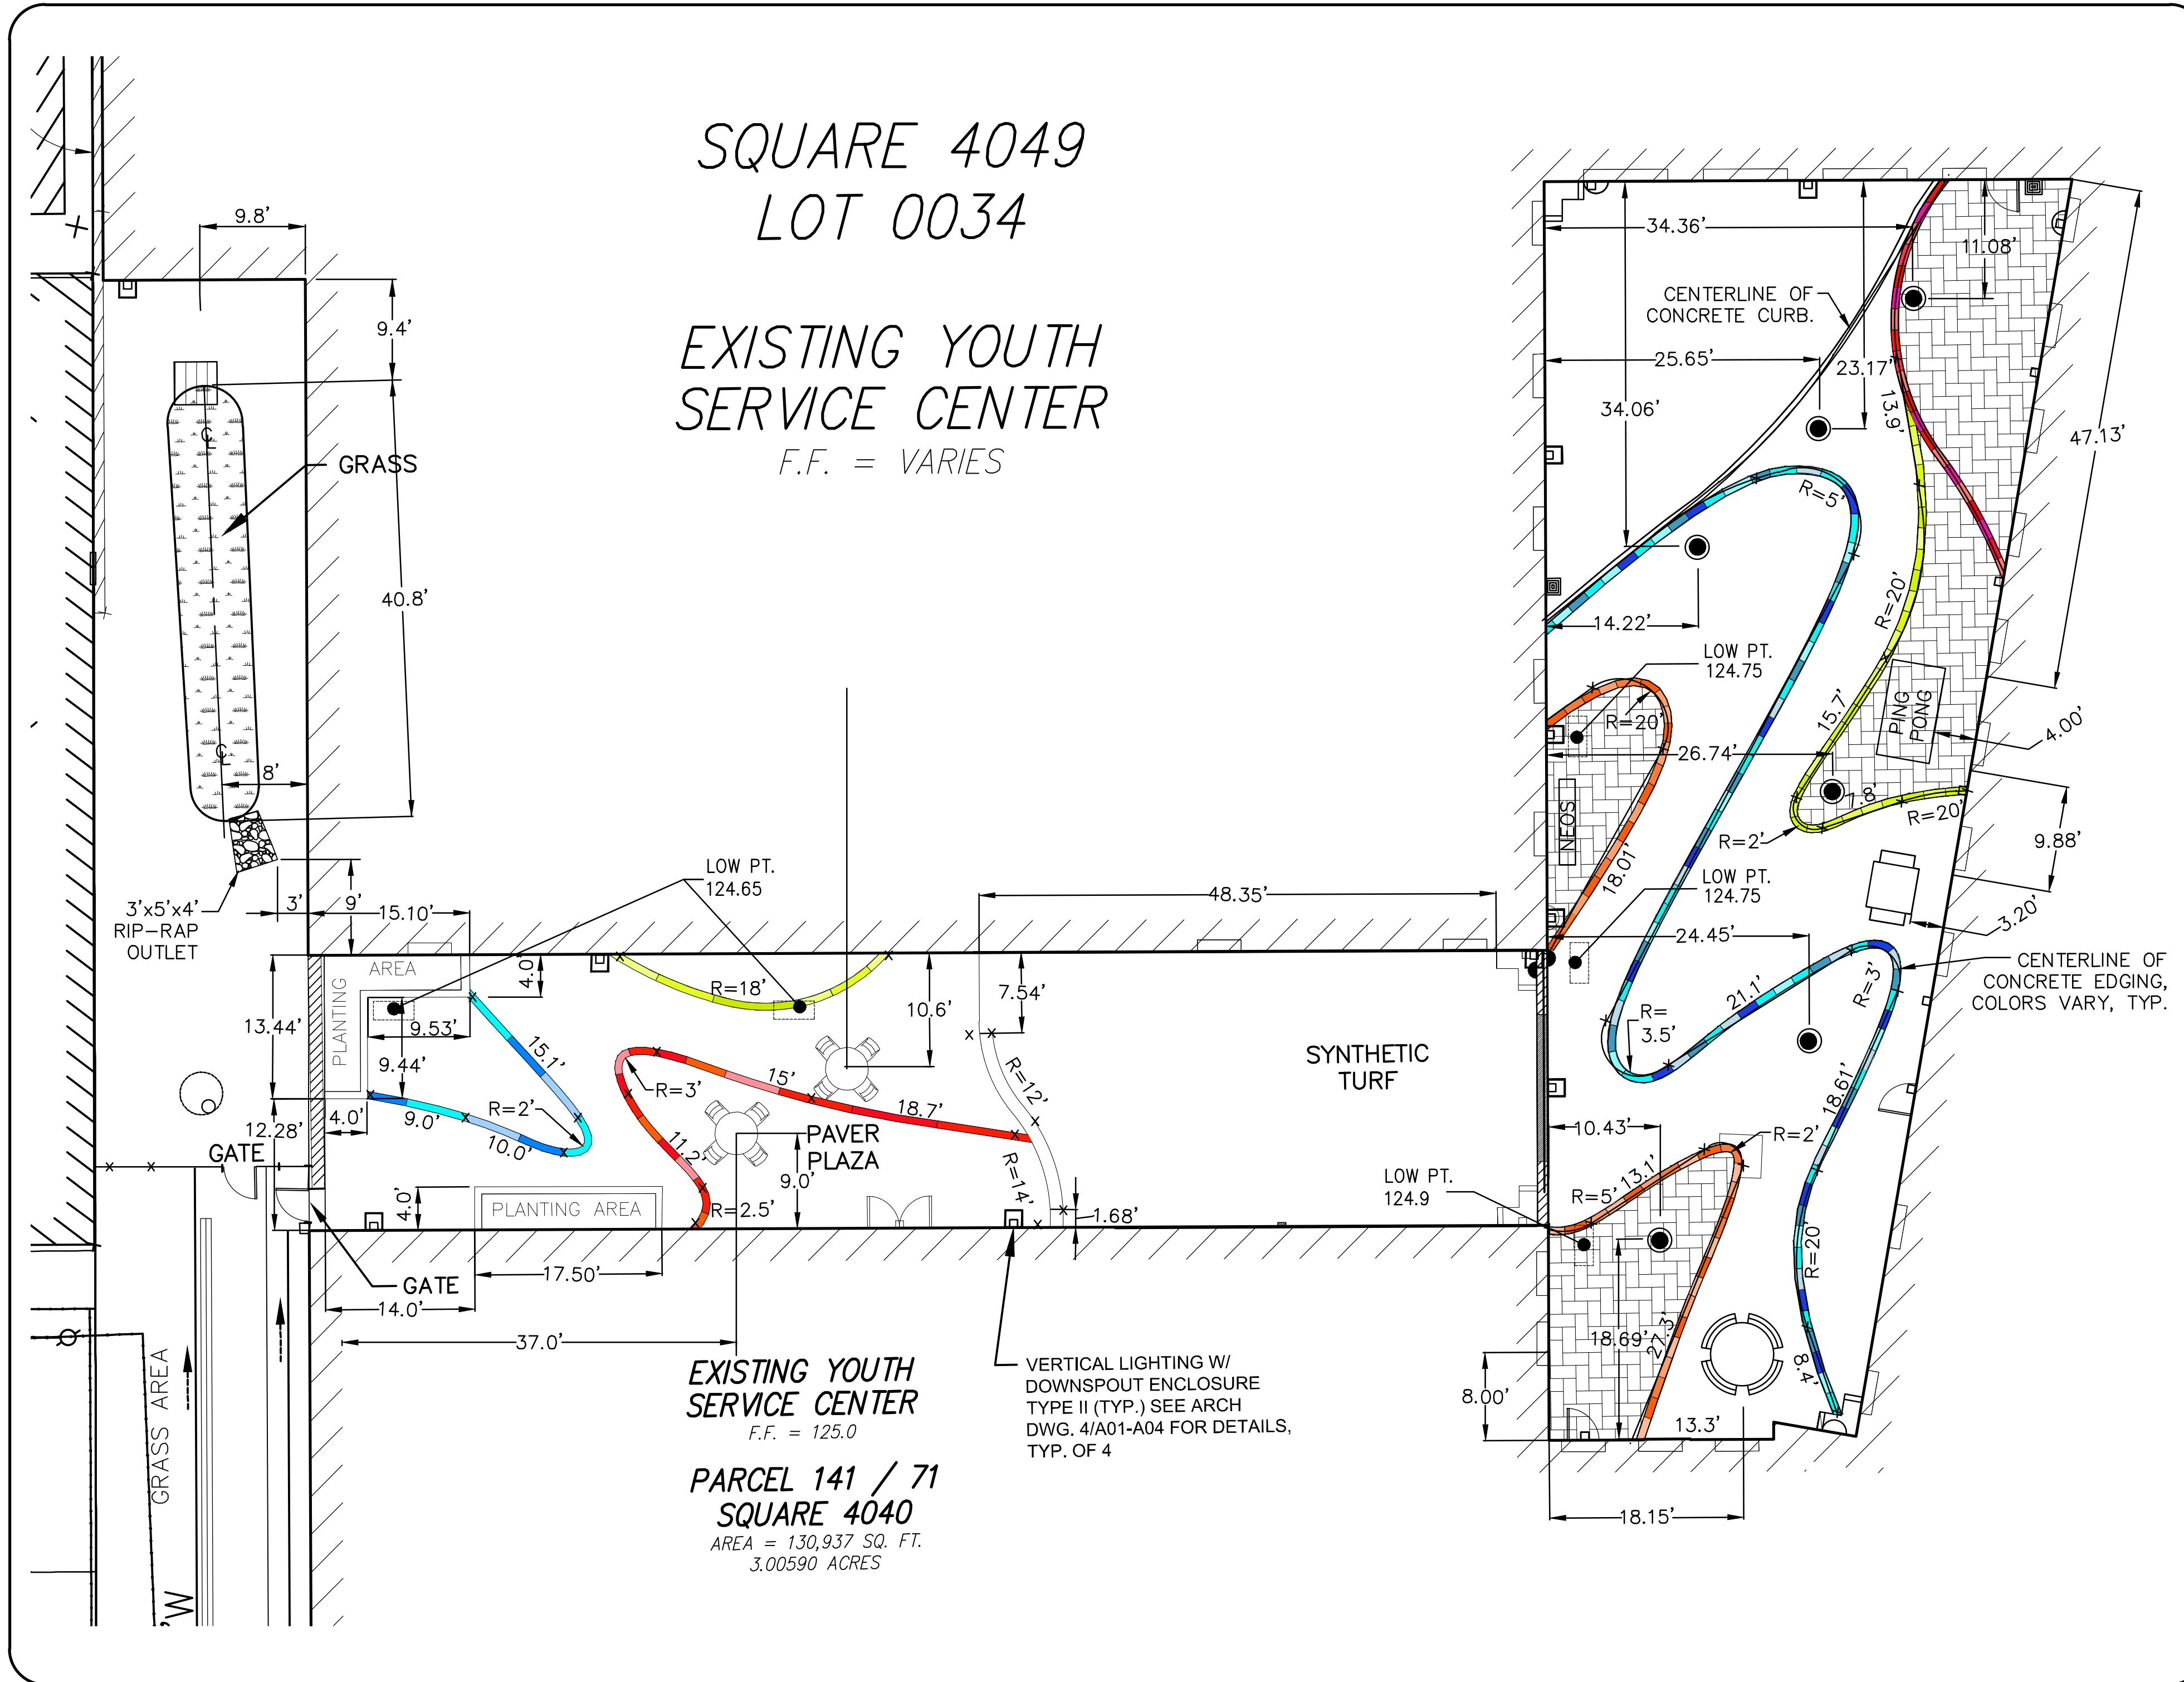 SQUARE 4049
LOT 0034
EXISTING YOUTH
SERVICE CENTER
F.F. = VARIES
9.8'
9.4'
GRASS
40.8'
℄
℄
8'
3'x5'x4'
RIP-RAP
OUTLET
3'
9'
15.10'
LOW PT.
124.65
48.35'
AREA
PLANTING
4.0'
13.44'
9.53'
9.44'
15.1'
R=18'
10.6'
7.54'
R=12'
SYNTHETIC
TURF
4.0'
9.0'
R=2'
10.0'
R=3'
15'
18.7'
11.2'
PAVER
PLAZA
9.0'
R=14'
12.28'
GATE
4.0'
PLANTING AREA
R=2.5'
1.68'
GATE
17.50'
14.0'
37.0'
GRASS AREA
'W
EXISTING YOUTH
SERVICE CENTER
F.F. = 125.0
PARCEL 141 / 71
SQUARE 4040
AREA = 130,937 SQ. FT.
3.00590 ACRES
VERTICAL LIGHTING W/
DOWNSPOUT ENCLOSURE
TYPE II (TYP.) SEE ARCH
DWG. 4/A01-A04 FOR DETAILS,
TYP. OF 4
34.36'
11.08'
CENTERLINE OF
CONCRETE CURB.
25.65'
23.17'
34.06'
13.9'
47.13'
R=5'
R=20'
14.22'
LOW PT.
124.75
R=20'
15.7'
PING
PONG
4.00'
26.74'
7.8'
R=20'
R=2'
9.88'
NEOS
18.01'
LOW PT.
124.75
3.20'
24.45'
CENTERLINE OF
CONCRETE EDGING,
COLORS VARY, TYP.
R=
3.5'
21.1'
R=3'
18.61'
10.43'
R=2'
LOW PT.
124.9
R=5'
13.1'
R=20'
18.69'
27.3'
8.4'
8.00'
13.3'
18.15'